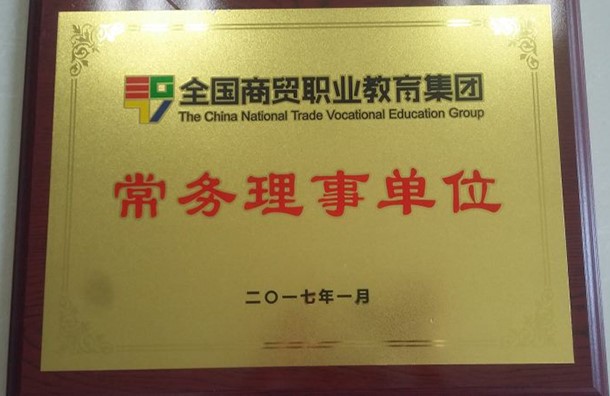 全国商贸职业教育集团
The China National Trade Vocational Education Group
常务理事单位
二〇一七年一月